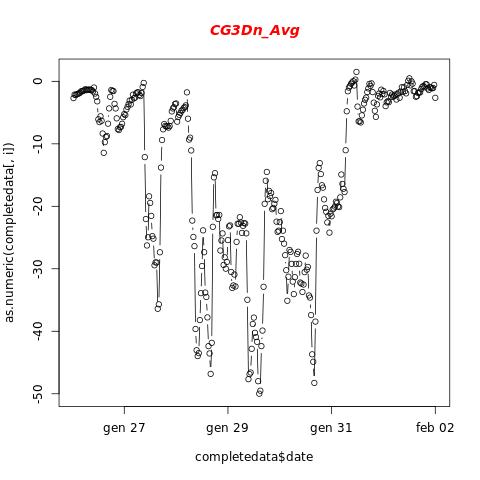 CG3Dn_Avg
0
-10
-20
-30
-40
-50
as.numeric(completedata[, i])
gen 27
gen 29
gen 31
feb 02
completedata$date